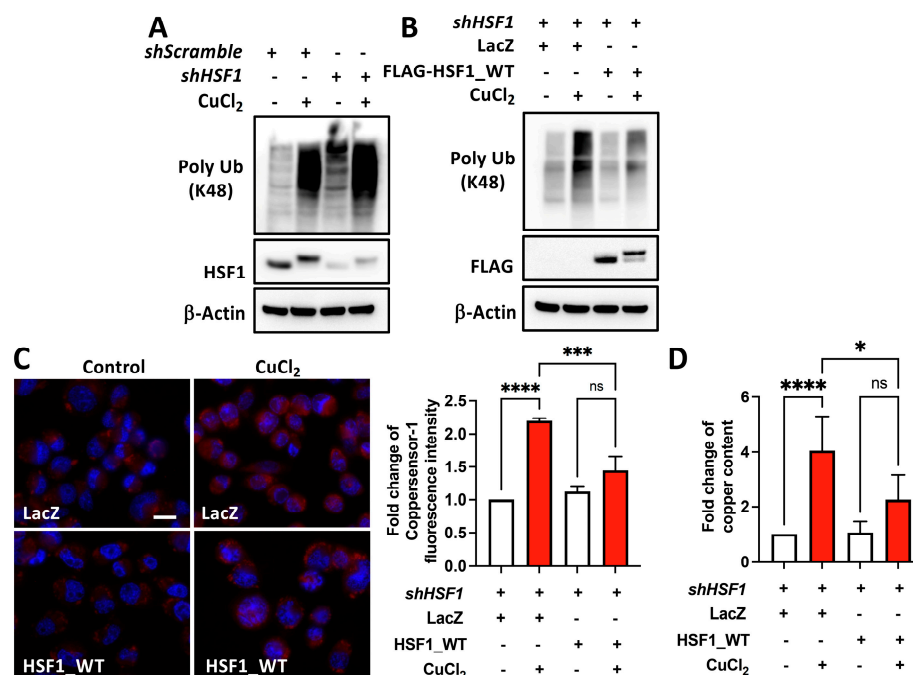 A
shScramble + + - -
shHSF1 - - + +
CuCl2 - + - +
Poly Ub
(K48)
HSF1
β-Actin
B
shHSF1 + + + +
LacZ + + - -
FLAG-HSF1_WT - - + +
CuCl2 - + - +
Poly Ub
(K48)
FLAG
β-Actin
C
Control CuCl2
LacZ LacZ
HSF1_WT HSF1_WT
Fold change of
Coppersensor-1
fluorescence intensity
2.5
2.0
1.5
1.0
0.5
0.0
**** *** ns
shHSF1 + + + +
LacZ + + - -
HSF1_WT - - + +
CuCl2 - + - +
D
Fold change of
copper content
6
4
2
0
**** * ns
shHSF1 + + + +
LacZ + + - -
HSF1_WT - - + +
CuCl2 - + - +